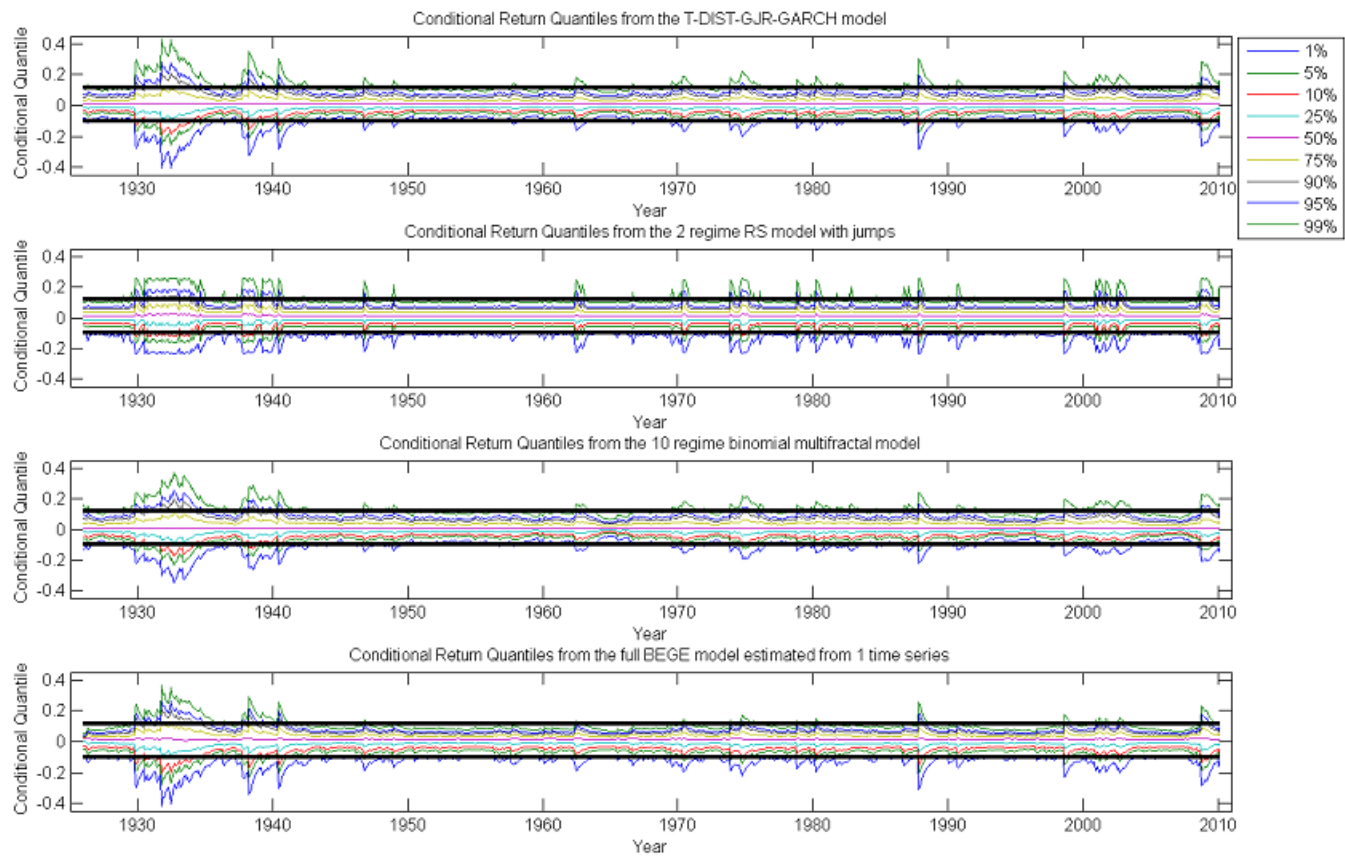 Conditional Return Quantiles from the T-DIST-GJR-GARCH model
Conditional Quantile
0.4
0.2
0
-0.2
-0.4
1930 1940 1950 1960 1970 1980 1990 2000 2010
Year
1%
5%
10%
25%
50%
75%
90%
95%
99%
Conditional Return Quantiles from the 2 regime RS model with jumps
Conditional Quantile
0.4
0.2
0
-0.2
-0.4
1930 1940 1950 1960 1970 1980 1990 2000 2010
Year
Conditional Return Quantiles from the 10 regime binomial multifractal model
Conditional Quantile
0.4
0.2
0
-0.2
-0.4
1930 1940 1950 1960 1970 1980 1990 2000 2010
Year
Conditional Return Quantiles from the full BEGE model estimated from 1 time series
Conditional Quantile
0.4
0.2
0
-0.2
-0.4
1930 1940 1950 1960 1970 1980 1990 2000 2010
Year